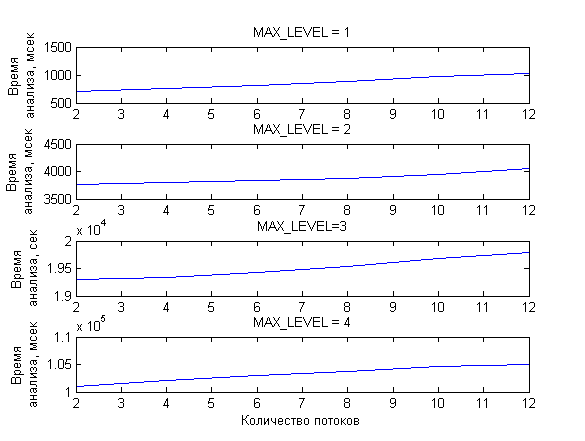 MAX_LEVEL = 1
Время
анализа, мсек
1500
1000
500
2 3 4 5 6 7 8 9 10 11 12
MAX_LEVEL = 2
Время
анализа, мсек
4500
4000
3500
2 3 4 5 6 7 8 9 10 11 12
x 10^4
MAX_LEVEL=3
Время
анализа, сек
2
1.95
1.9
2 3 4 5 6 7 8 9 10 11 12
x 10^5
MAX_LEVEL = 4
Время
анализа, мсек
1.1
1.05
1
2 3 4 5 6 7 8 9 10 11 12
Количество потоков